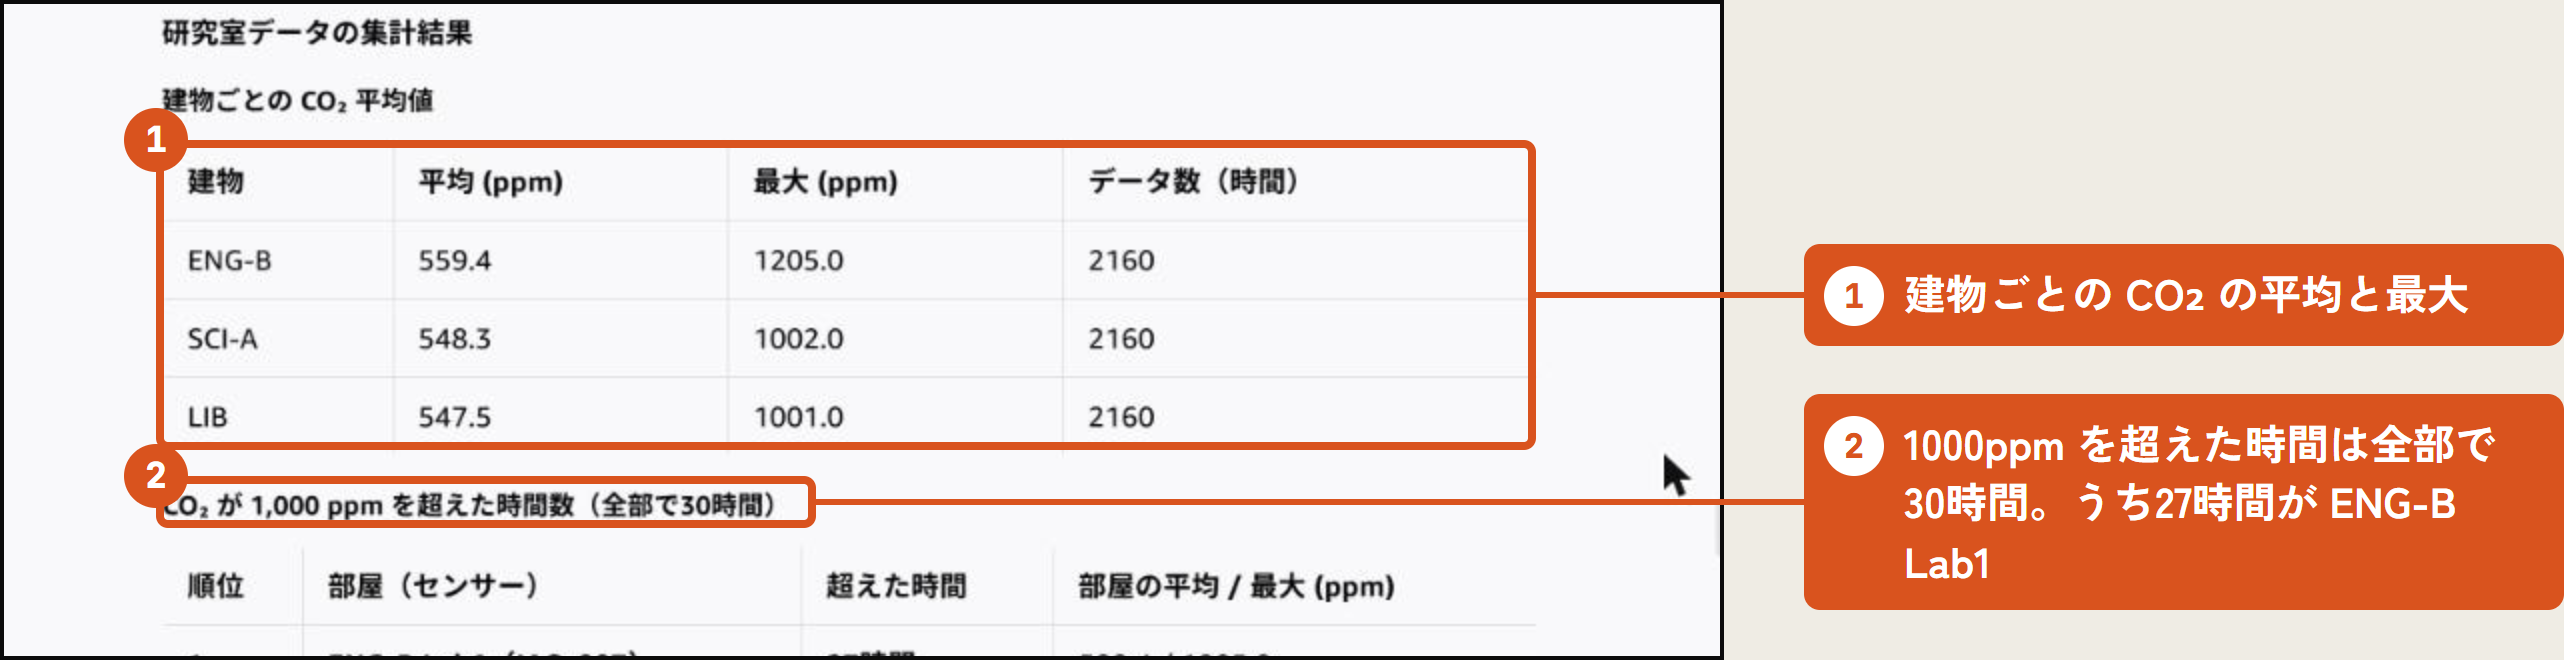 研究室データの集計結果
建物ごとの CO₂ 平均値
1
建物 平均 (ppm) 最大 (ppm) データ数（時間）
ENG-B 559.4 1205.0 2160
SCI-A 548.3 1002.0 2160
LIB 547.5 1001.0 2160
2
CO₂ が 1,000 ppm を超えた時間数（全部で30時間）
順位 部屋（センサー） 超えた時間 部屋の平均 / 最大 (ppm)
1 建物ごとの CO₂ の平均と最大
2 1000ppm を超えた時間は全部で
30時間。うち27時間が ENG-B
Lab1